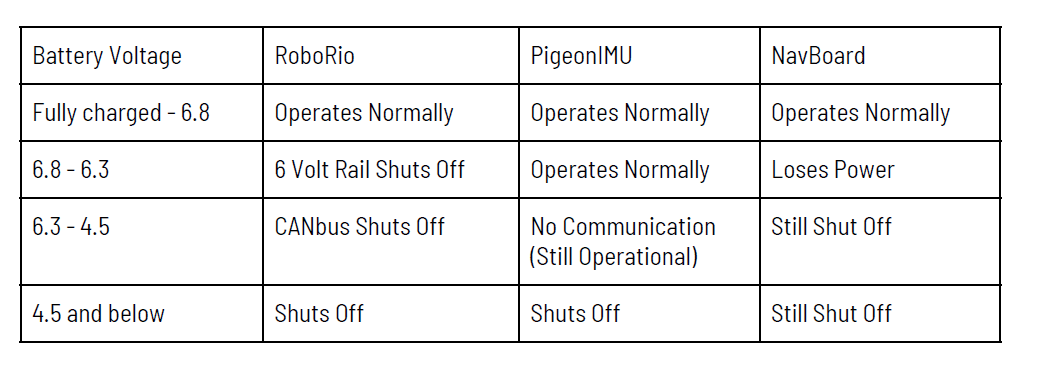 Battery Voltage RoboRio PigeonIMU NavBoard
Fully charged - 6.8 Operates Normally Operates Normally Operates Normally
6.8 - 6.3 6 Volt Rail Shuts Off Operates Normally Loses Power
6.3 - 4.5 CANbus Shuts Off No Communication Still Shut Off
(Still Operational)
4.5 and below Shuts Off Shuts Off Still Shut Off